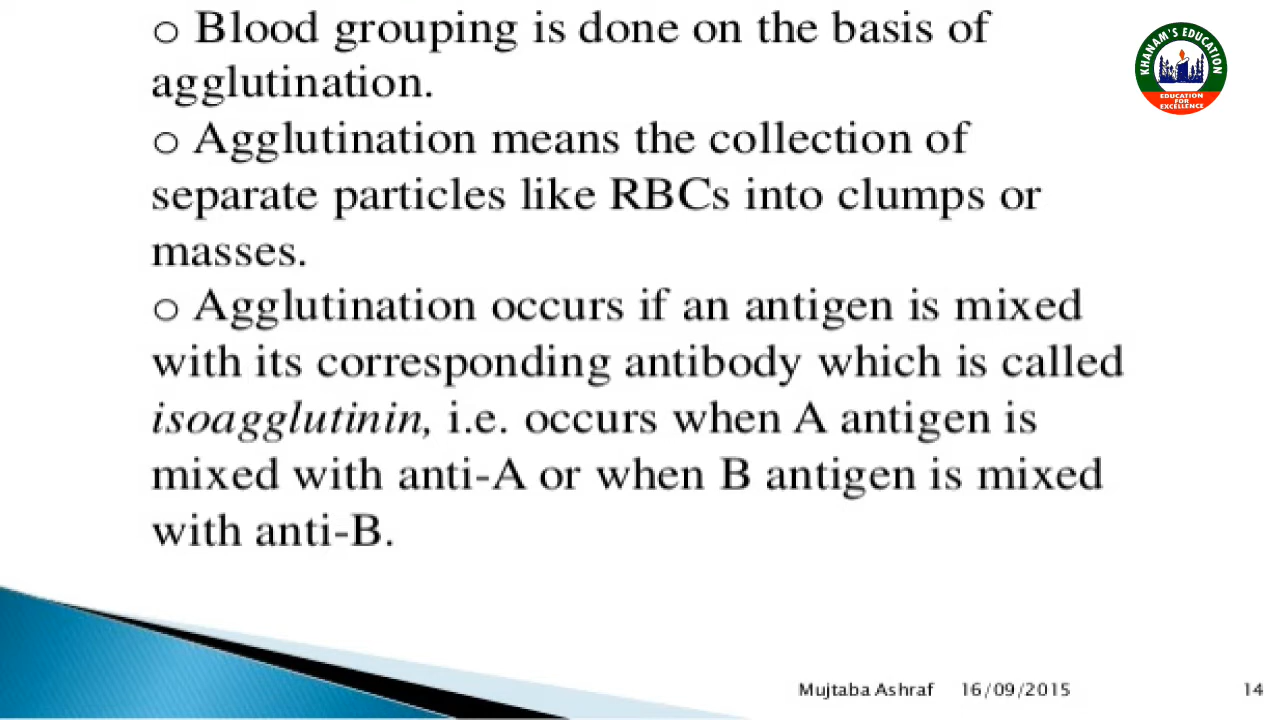 o Blood grouping is done on the basis of
agglutination.
o Agglutination means the collection of
separate particles like RBCs into clumps or
masses.
o Agglutination occurs if an antigen is mixed
with its corresponding antibody which is called
isoagglutinin, i.e. occurs when A antigen is
mixed with anti-A or when B antigen is mixed
with anti-B.
KHANAM'S EDUCATION
EDUCATION
FOR
EXCELLENCE
Mujtaba Ashraf 16/09/2015 14